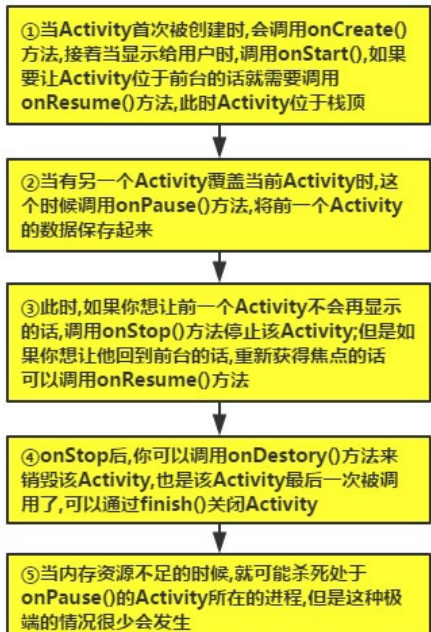 ①当Activity首次被创建时,会调用onCreate()
方法,接着当显示给用户时,调用onStart(),如果
要让Activity位于前台的话就需要调用
onResume()方法,此时Activity位于栈顶
②当有另一个Activity覆盖当前Activity时,这
个时候调用onPause()方法,将前一个Activity
的数据保存起来
③此时,如果你想让前一个Activity不会再显示
的话,调用onStop()方法停止该Activity;但是如
果你想让他回到前台的话,重新获得焦点的话
可以调用onResume()方法
④onStop后,你可以调用onDestory()方法来
销毁该Activity,也是该Activity最后一次被调
用了,可以通过finish()关闭Activity
⑤当内存资源不足的时候,就可能杀死处于
onPause()的Activity所在的进程,但是这种极
端的情况很少会发生